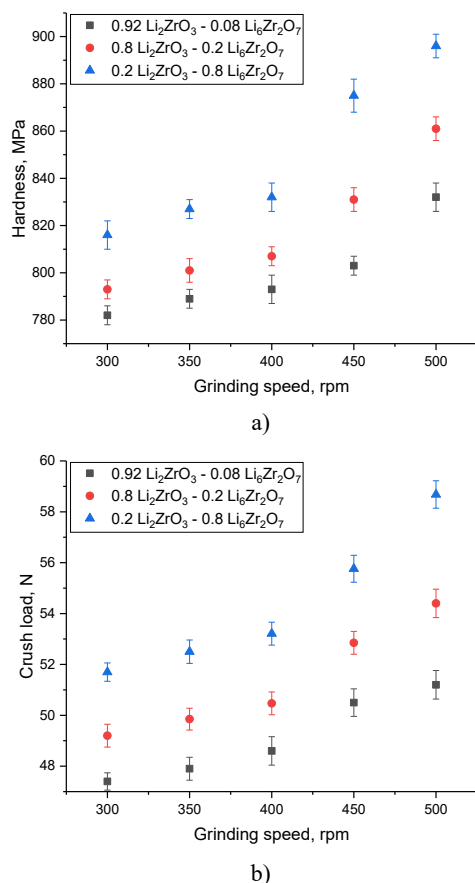 a)
900
880
860
840
820
800
780
Hardness, MPa
0.92 Li₂ZrO₃ - 0.08 Li₆Zr₂O₇
0.8 Li₂ZrO₃ - 0.2 Li₆Zr₂O₇
0.2 Li₂ZrO₃ - 0.8 Li₆Zr₂O₇
300 350 400 450 500
Grinding speed, rpm
a)
60
58
56
54
52
50
48
Crush load, N
0.92 Li₂ZrO₃ - 0.08 Li₆Zr₂O₇
0.8 Li₂ZrO₃ - 0.2 Li₆Zr₂O₇
0.2 Li₂ZrO₃ - 0.8 Li₆Zr₂O₇
300 350 400 450 500
Grinding speed, rpm
b)